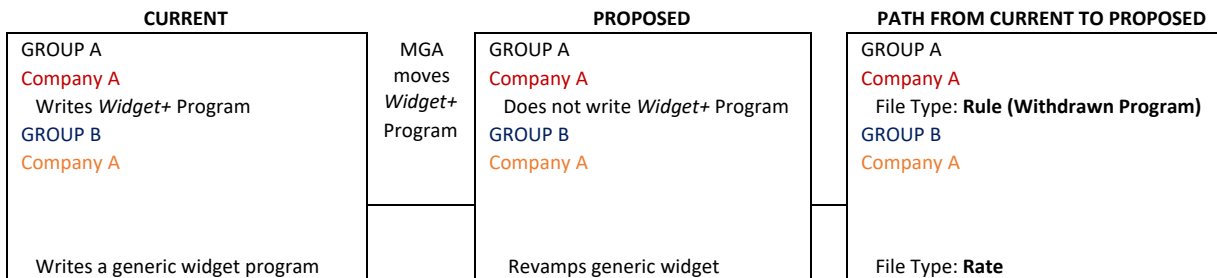 CURRENT
PROPOSED
PATH FROM CURRENT TO PROPOSED
GROUP A
Company A
Writes Widget+ Program
GROUP B
Company A
Writes a generic widget program
MGA
moves
Widget+
Program
GROUP A
Company A
Does not write Widget+ Program
GROUP B
Company A
Revamps generic widget
GROUP A
Company A
File Type: Rule (Withdrawn Program)
GROUP B
Company A
File Type: Rate